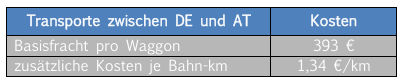 Transporte zwischen DE und AT Kosten
Basisfracht pro Waggon 393 €
zusätzliche Kosten je Bahn-km 1,34 €/km